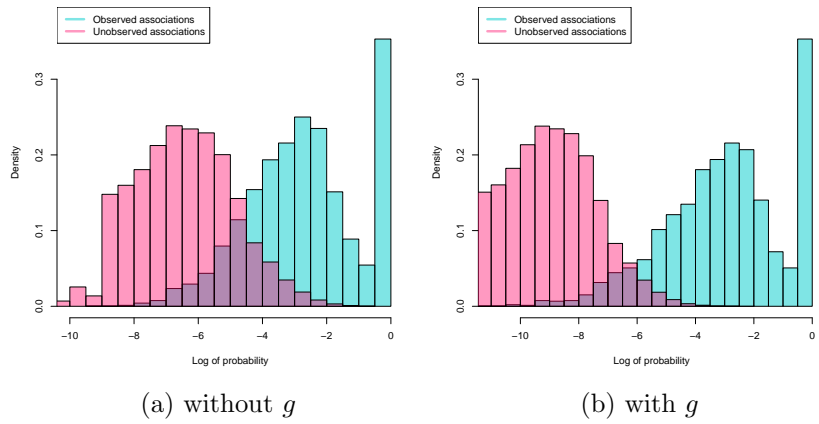 Observed associations
Unobserved associations
0.3
0.2
0.1
0.0
Density
−10
−8
−6
−4
−2
0
Log of probability
(a) without g
Observed associations
Unobserved associations
0.3
0.2
0.1
0.0
Density
−10
−8
−6
−4
−2
0
Log of probability
(b) with g